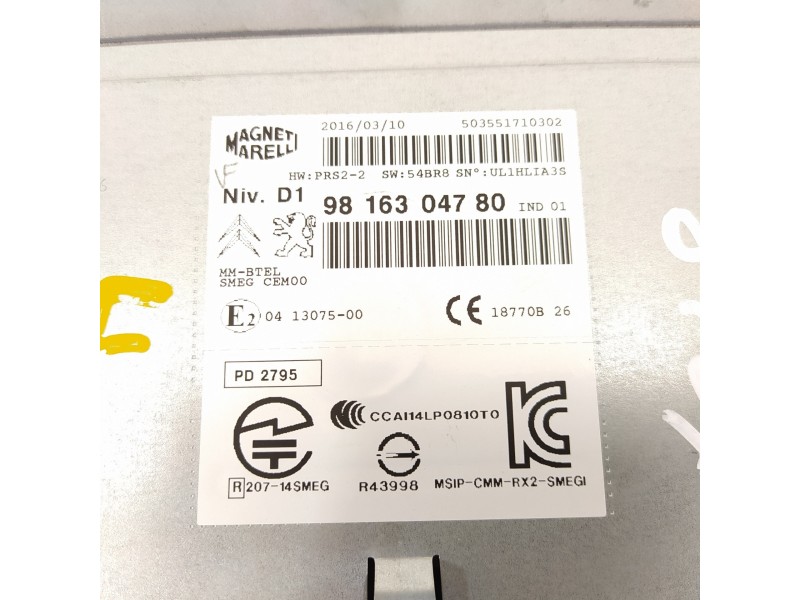 MAGNETI MARELLI
2016/03/10 503551710302
HW:PRS2-2 SW:54BR8 SN°:UL1HLIA3S
VF
Niv. D1 98 163 047 80 IND 01
MM-BTEL
SMEG CEM00
E2 04 13075-00 CE 18770B 26
PD 2795
CCAI14LP0810T0
R 207-14SMEG R43998 MSIP-CMM-RX2-SMEGI
E